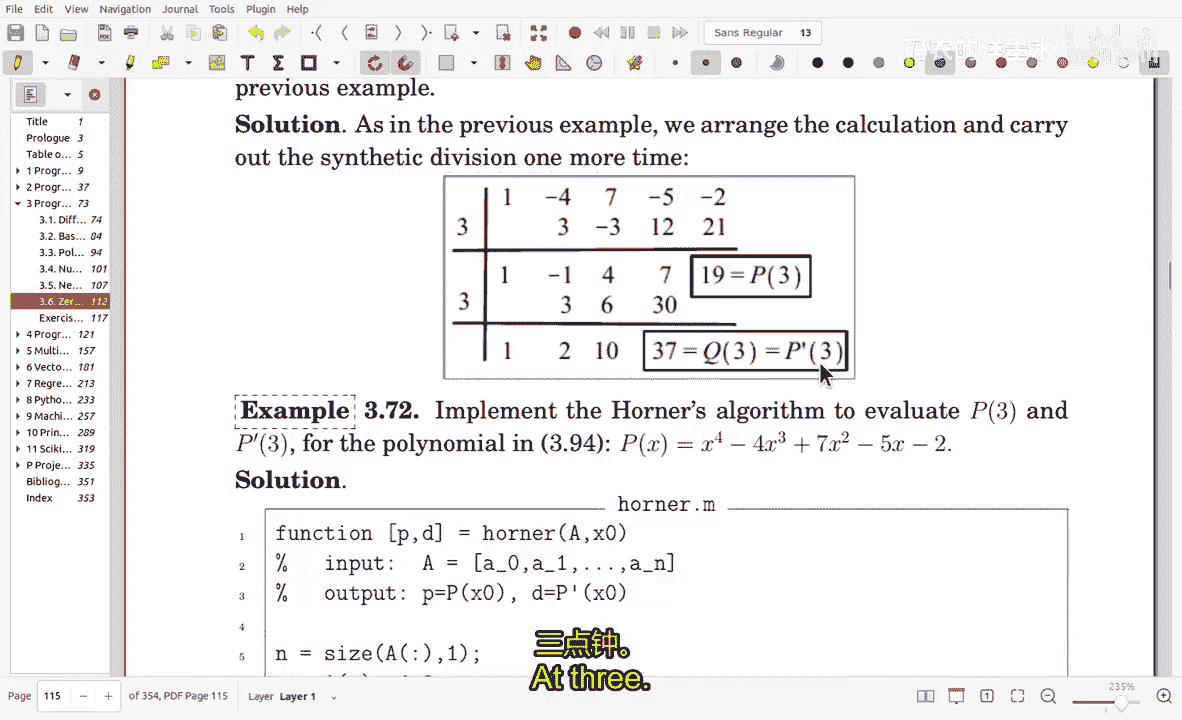 File Edit View Navigation Journal Tools Plugin Help
Sans Regular 13
Title 1
Prologue 3
Table o... 5
1 Progr... 9
2 Progr... 37
3 Progr... 73
3.1. Diff... 74
3.2. Bas... 84
3.3. Pol... 94
3.4. Nu... 101
3.5. Ne... 107
3.6. Zer... 112
Exercis... 117
4 Progr... 121
5 Multi... 157
6 Vecto... 181
7 Regre... 213
8 Pytho... 233
9 Machi... 257
10 Prin... 289
11 Sciki... 319
P Proje... 335
Bibliog... 351
Index 353
previous example.
Solution. As in the previous example, we arrange the calculation and carry
out the synthetic division one more time:
1 −4 7 −5 −2
3 3 −3 12 21
1 −1 4 7 19 = P(3)
3 3 6 30
1 2 10 37 = Q(3) = P'(3)
Example 3.72. Implement the Horner's algorithm to evaluate P(3) and
P′(3), for the polynomial in (3.94): P(x) = x⁴ − 4x³ + 7x² − 5x − 2.
Solution.
horner.m
1 function [p,d] = horner(A,x0)
2 % input: A = [a_0,a_1,...,a_n]
3 % output: p=P(x0), d=P'(x0)
4
5 n = size(A(:),1);
三点钟。
At three.
Page 115 of 354, PDF Page 115 Layer Layer 1 235%